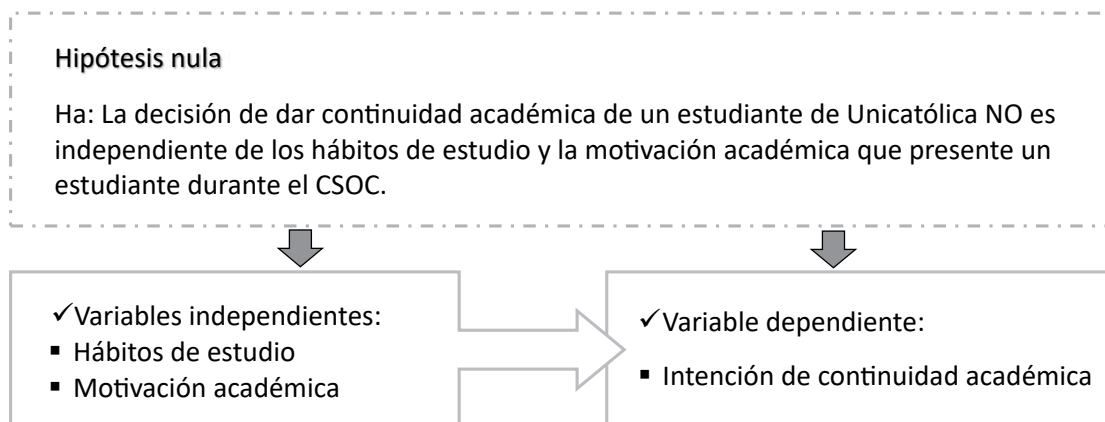 Hipótesis nula
Ha: La decisión de dar continuidad académica de un estudiante de Unicatólica NO es
independiente de los hábitos de estudio y la motivación académica que presente un
estudiante durante el CSOC.
✓Variables independientes:
▪ Hábitos de estudio
▪ Motivación académica
✓Variable dependiente:
▪ Intención de continuidad académica